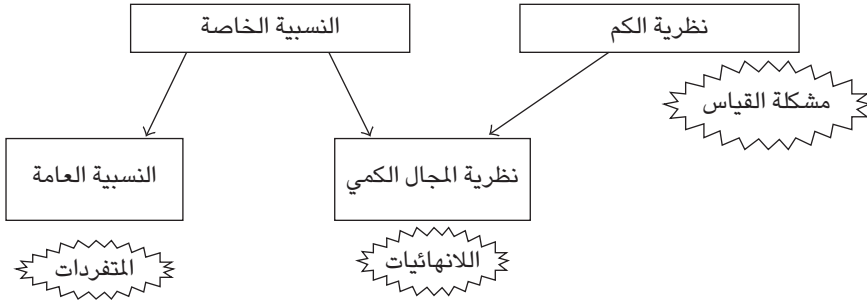 النسبية الخاصة
نظرية الكم
مشكلة القياس
النسبية العامة
نظرية المجال الكمي
المتفردات
اللانهائيات